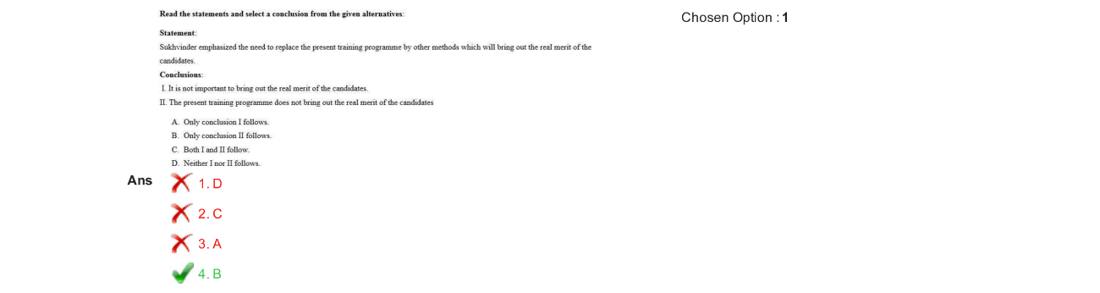 Read the statements and select a conclusion from the given alternatives:
Chosen Option : 1
Statement:
Sukhvinder emphasized the need to replace the present training programme by other methods which will bring out the real merit of the
candidates.
Conclusions:
I. It is not important to bring out the real merit of the candidates.
II. The present training programme does not bring out the real merit of the candidates
A. Only conclusion I follows.
B. Only conclusion II follows.
C. Both I and II follow.
D. Neither I nor II follows.
Ans 1. D
2. C
3. A
4. B